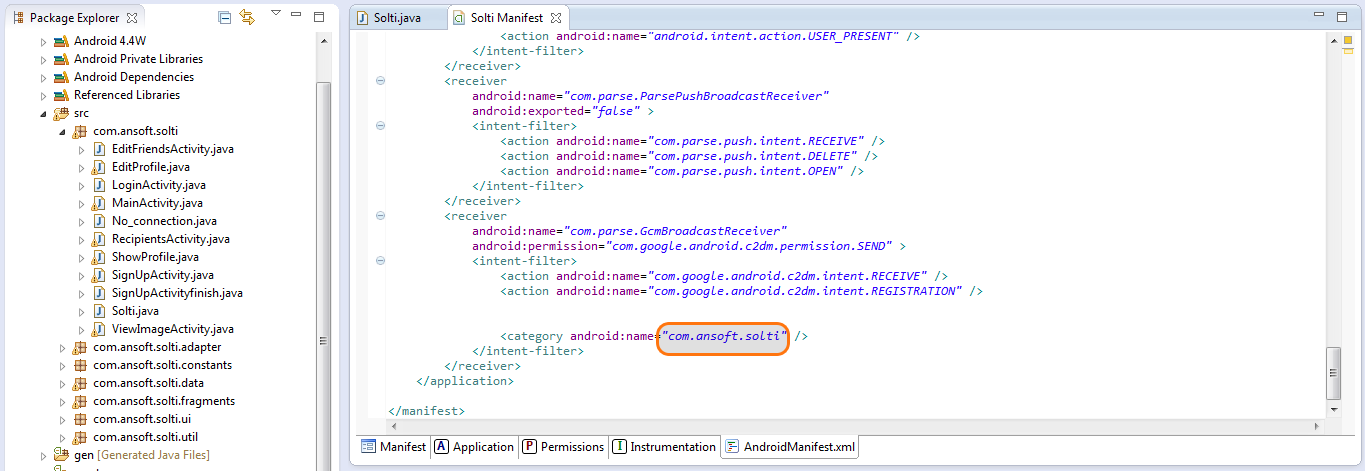 Package Explorer
Android 4.4W
Android Private Libraries
Android Dependencies
Referenced Libraries
src
com.ansoft.solti
EditFriendsActivity.java
EditProfile.java
LoginActivity.java
MainActivity.java
No_connection.java
RecipientsActivity.java
ShowProfile.java
SignUpActivity.java
SignUpActivityfinish.java
Solti.java
ViewImageActivity.java
com.ansoft.solti.adapter
com.ansoft.solti.constants
com.ansoft.solti.data
com.ansoft.solti.fragments
com.ansoft.solti.ui
com.ansoft.solti.util
gen [Generated Java Files]
Solti.java
Solti Manifest
<action android:name="android.intent.action.USER_PRESENT" />
</intent-filter>
</receiver>
<receiver
android:name="com.parse.ParsePushBroadcastReceiver"
android:exported="false" >
<intent-filter>
<action android:name="com.parse.push.intent.RECEIVE" />
<action android:name="com.parse.push.intent.DELETE" />
<action android:name="com.parse.push.intent.OPEN" />
</intent-filter>
</receiver>
<receiver
android:name="com.parse.GcmBroadcastReceiver"
android:permission="com.google.android.c2dm.permission.SEND" >
<intent-filter>
<action android:name="com.google.android.c2dm.intent.RECEIVE" />
<action android:name="com.google.android.c2dm.intent.REGISTRATION" />
<category android:name="com.ansoft.solti" />
</intent-filter>
</receiver>
</application>
</manifest>
Manifest
A Application
P Permissions
I Instrumentation
AndroidManifest.xml